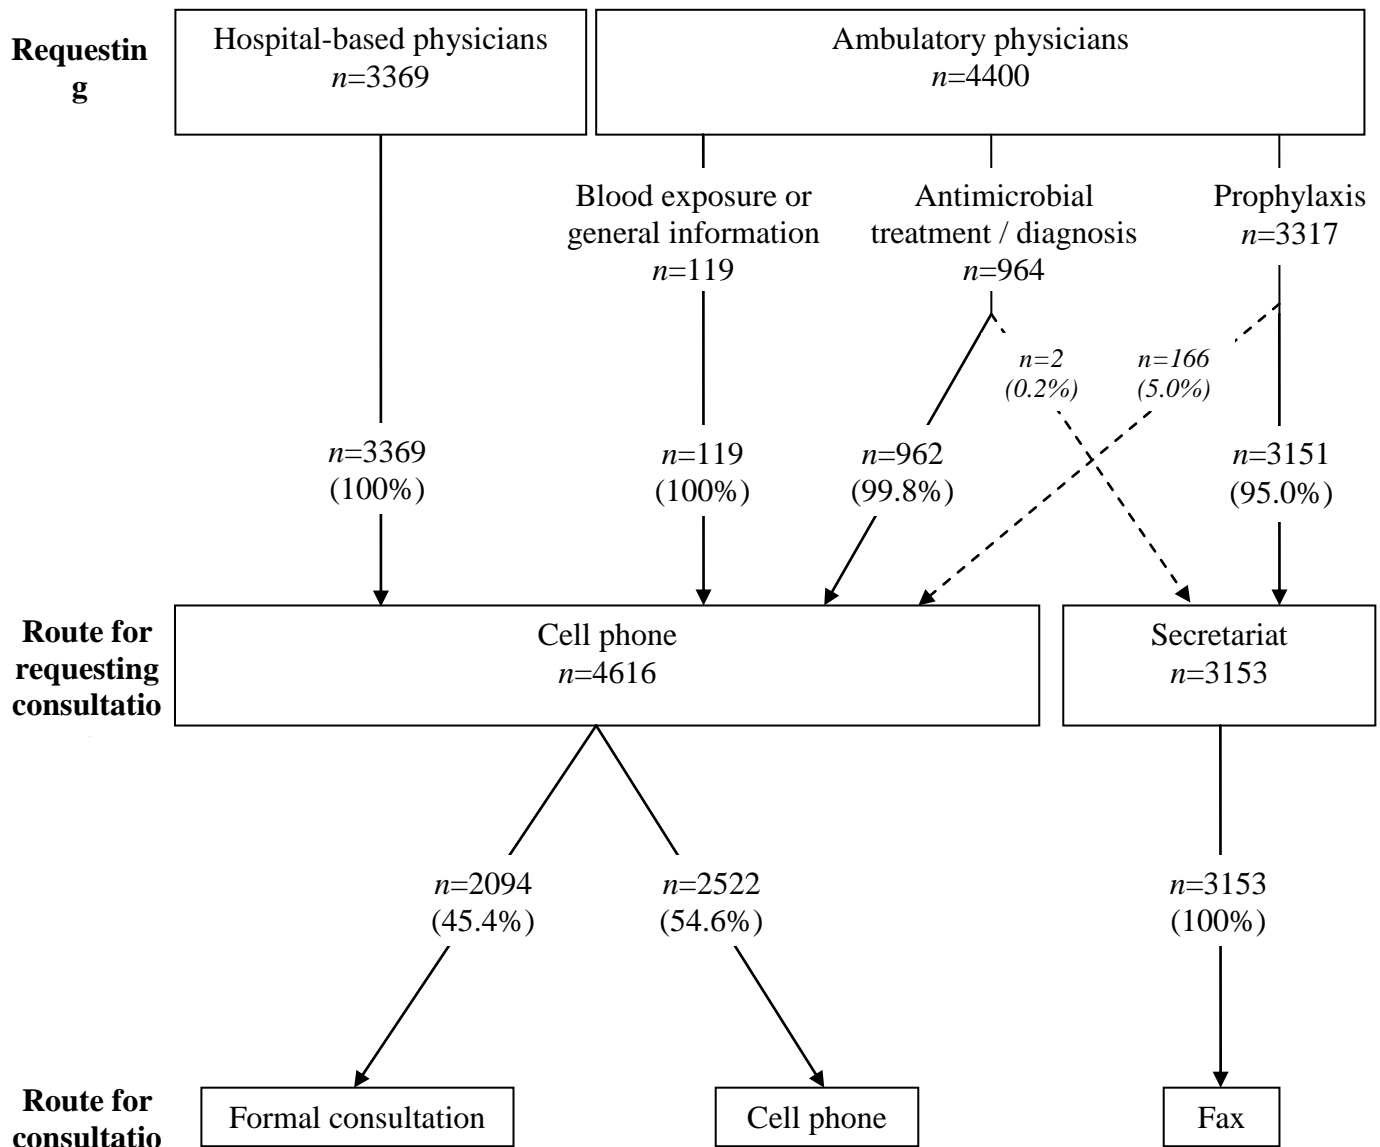 Requestin
g
Hospital-based physicians
n=3369
Ambulatory physicians
n=4400
Blood exposure or
general information
n=119
Antimicrobial
treatment / diagnosis
n=964
Prophylaxis
n=3317
n=2
(0.2%)
n=166
(5.0%)
n=3369
(100%)
n=119
(100%)
n=962
(99.8%)
n=3151
(95.0%)
Route for
requesting
consultatio
Cell phone
n=4616
Secretariat
n=3153
n=2094
(45.4%)
n=2522
(54.6%)
n=3153
(100%)
Route for
consultatio
Formal consultation
Cell phone
Fax